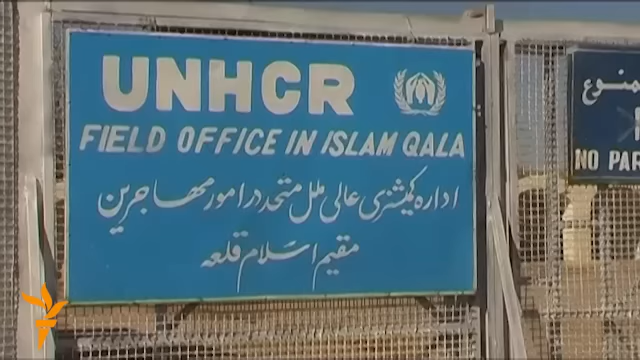 UNHCR
FIELD OFFICE IN ISLAM QALA
اداره کمیشنری عالی ملل متحد در امور مهاجرین
مقیم اسلام قلعه
ممنوع
NO PAR